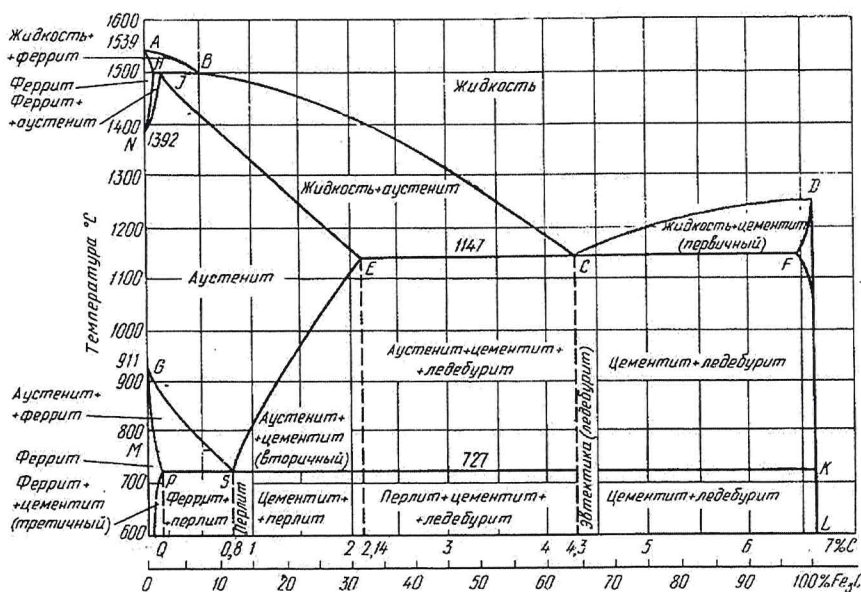 1600
1539
1500
1400
1392
1300
1200
1100
1000
911
900
800
700
600
Температура °С
Жидкость+
+феррит
Феррит
Феррит+
+аустенит
N
A
H
J
B
Жидкость
Жидкость+аустенит
D
Жидкость+цементит
(первичный)
1147
E
C
F
Аустенит
G
Аустенит+
+феррит
Феррит
M
Феррит+
+цементит
(третичный)
Аустенит+
+цементит
(вторичный)
Аустенит+цементит+
+ледебурит
Эвтектика (ледебурит)
Цементит+ледебурит
727
P
S
K
Феррит+
+перлит
Перлит
Цементит+
+перлит
Перлит+цементит+
+ледебурит
Цементит+ледебурит
L
Q 0,8 1 2 2,14 3 4 4,3 5 6 7%С
0 10 20 30 40 50 60 70 80 90 100%Fe₃C